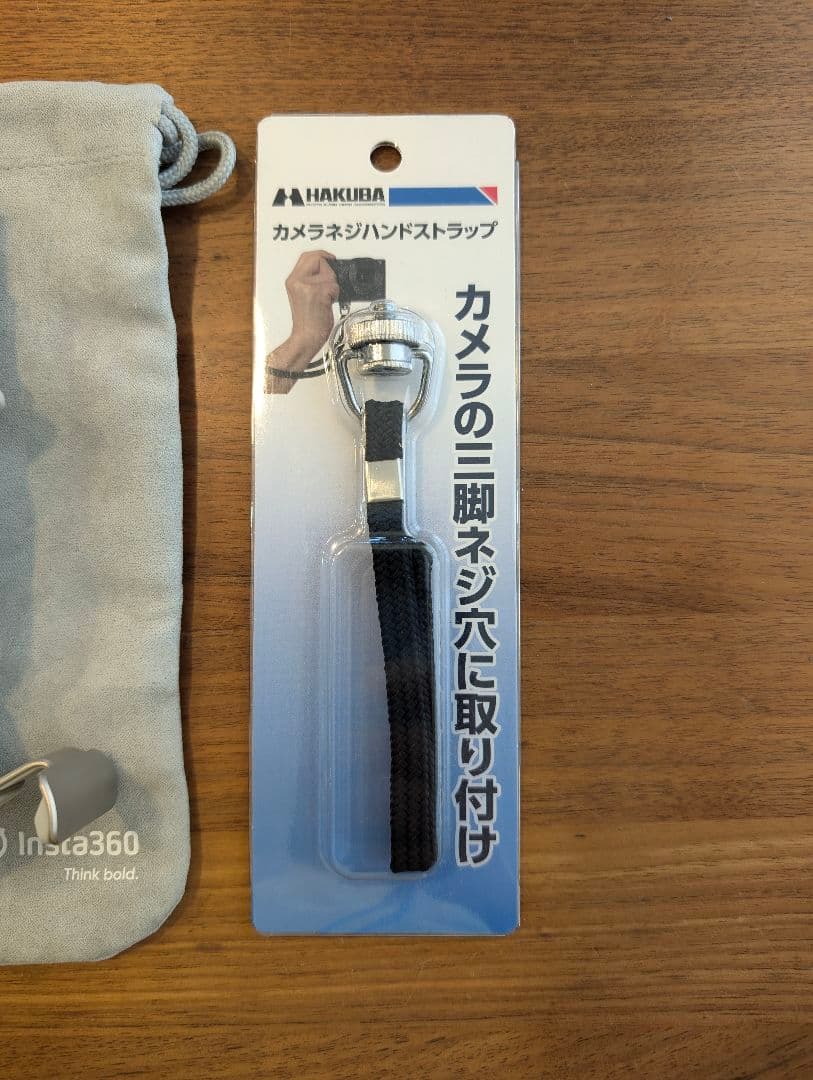 HAKUBA
カメラネジハンドストラップ
カメラの三脚ネジ穴に取り付け
Insta360
Think bold.